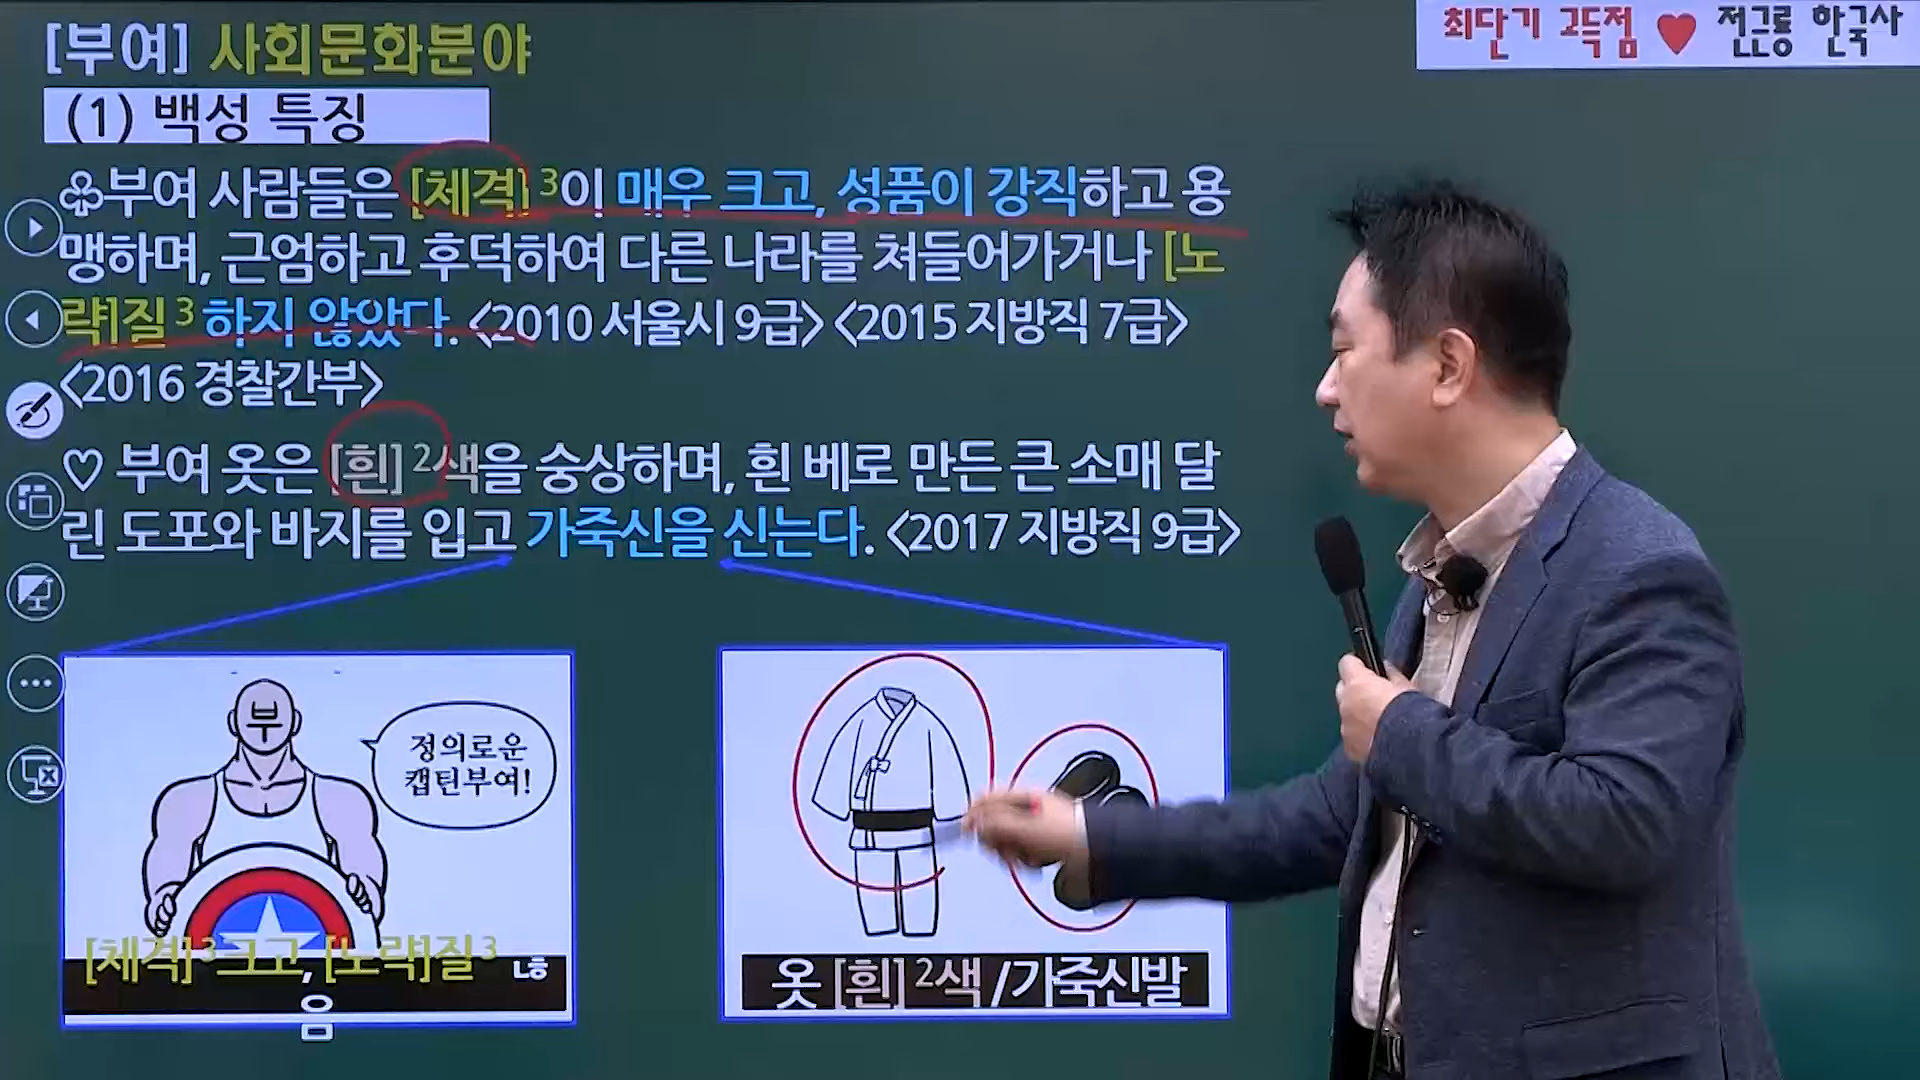 [부여] 사회문화분야
최단기 고득점 ♥ 전근룡 한국사
(1) 백성 특징
♧부여 사람들은 [체격] ³이 매우 크고, 성품이 강직하고 용
맹하며, 근엄하고 후덕하여 다른 나라를 쳐들어가거나 [노
략]질 ³ 하지 않았다. <2010 서울시 9급> <2015 지방직 7급>
<2016 경찰간부>
♡ 부여 옷은 [흰] ²색을 숭상하며, 흰 베로 만든 큰 소매 달
린 도포와 바지를 입고 가죽신을 신는다. <2017 지방직 9급>
부
정의로운
캡틴부여!
[체격] ³크고, [노략]질 ³
음
옷 [흰] ²색 /가죽신발